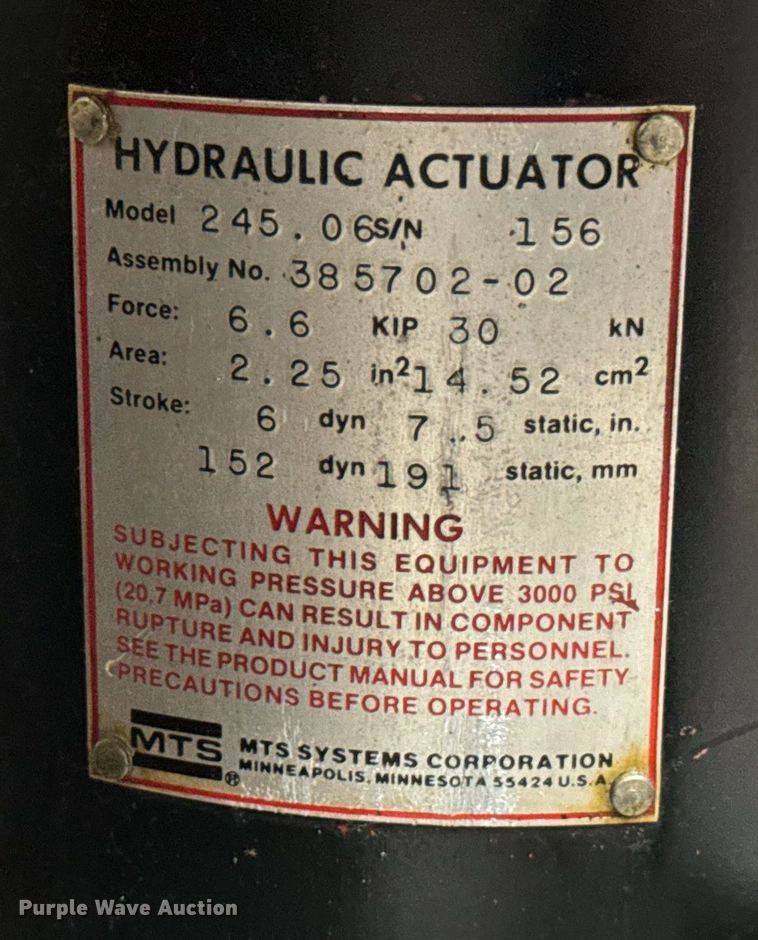 HYDRAULIC ACTUATOR
Model 245.06 S/N 156
Assembly No. 385702-02
Force: 6.6 KIP 30 kN
Area: 2.25 in² 14.52 cm²
Stroke: 6 dyn 7.5 static, in.
152 dyn 191 static, mm
WARNING
SUBJECTING THIS EQUIPMENT TO
WORKING PRESSURE ABOVE 3000 PSI
(20.7 MPa) CAN RESULT IN COMPONENT
RUPTURE AND INJURY TO PERSONNEL.
SEE THE PRODUCT MANUAL FOR SAFETY
PRECAUTIONS BEFORE OPERATING.
MTS ® MTS SYSTEMS CORPORATION
MINNEAPOLIS, MINNESOTA 55424 U.S.A.
Purple Wave Auction